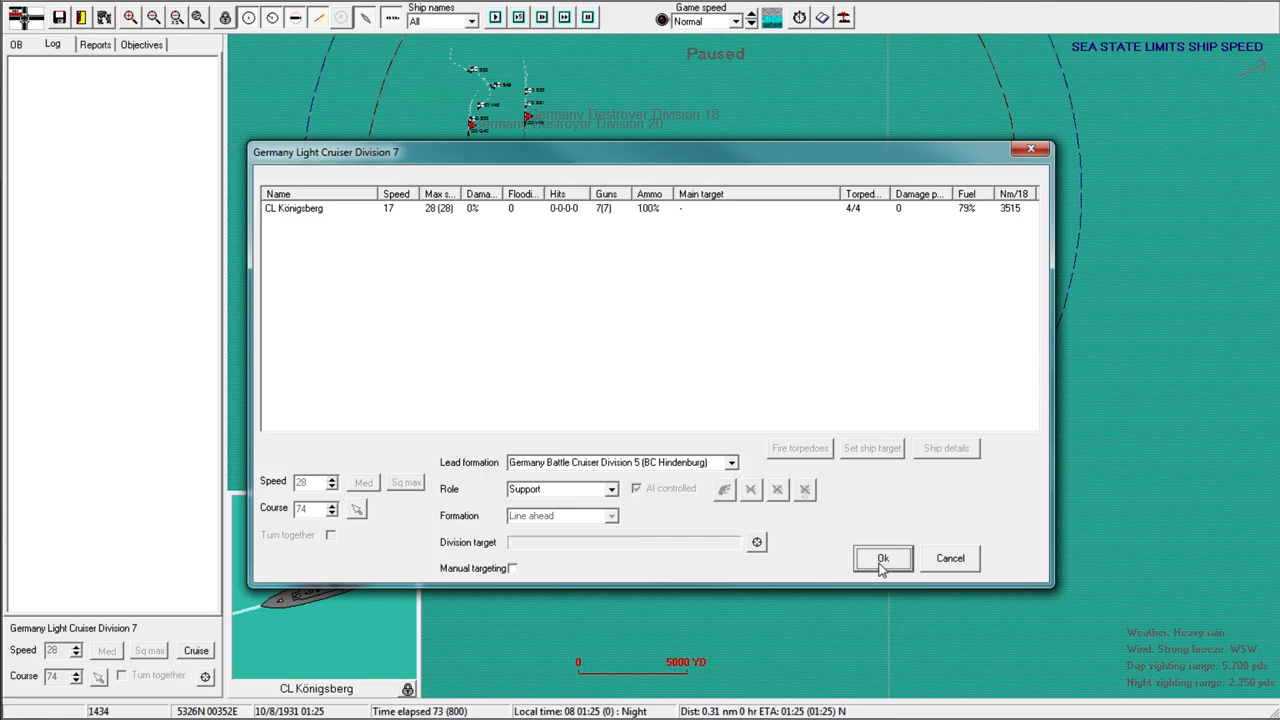 Ship names
All
Game speed
Normal
OB Log Reports Objectives
Paused
SEA STATE LIMITS SHIP SPEED
Germany Destroyer Division 18
Germany Destroyer Division 20
Germany Light Cruiser Division 7
Name Speed Max s... Dama... Floodi... Hits Guns Ammo Main target Torped... Damage p... Fuel Nm/18
CL Königsberg 17 28 (28) 0% 0 0-0-0-0 7(7) 100% - 4/4 0 79% 3515
Fire torpedoes Set ship target Ship details
Lead formation Germany Battle Cruiser Division 5 (BC Hindenburg)
Speed 28 Med Sq max
Role Support AI controlled
Course 74
Formation Line ahead
Turn together
Division target
Manual targeting
Ok Cancel
Germany Light Cruiser Division 7
Speed 28 Med Sq max Cruise
Course 74 Turn together
CL Königsberg
0 5000 YD
Weather: Heavy rain
Wind: Strong breeze WSW
Day sighting range: 5,700 yds
Night sighting range: 2,250 yds
1434 5326N 00352E 10/8/1931 01:25 Time elapsed 73 (800) Local time: 08 01:25 (0) : Night Dist: 0.31 nm 0 hr ETA: 01:25 (01:25) N